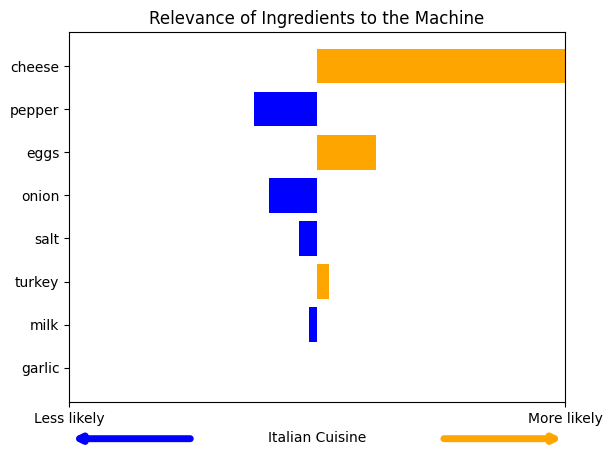 Relevance of Ingredients to the Machine
cheese
pepper
eggs
onion
salt
turkey
milk
garlic
Less likely
More likely
Italian Cuisine